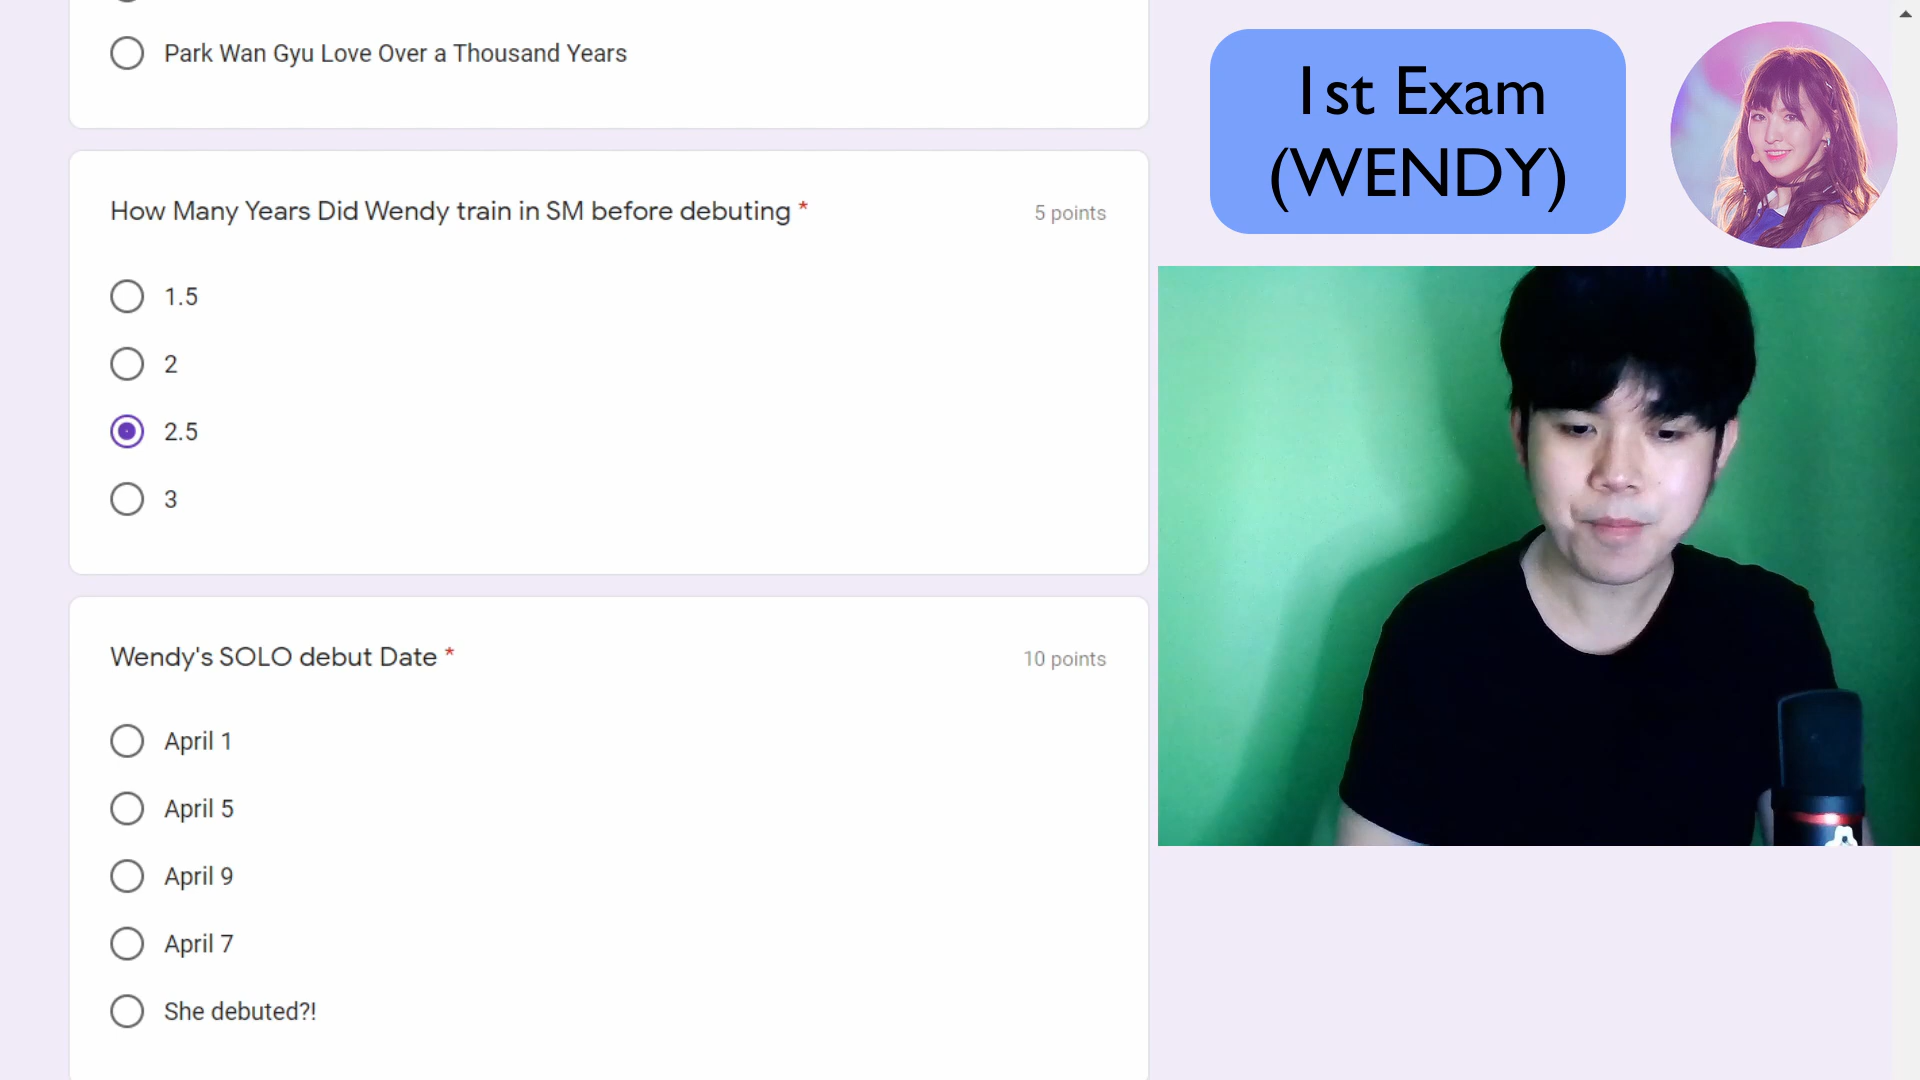 Park Wan Gyu Love Over a Thousand Years
How Many Years Did Wendy train in SM before debuting *
5 points
1.5
2
2.5
3
Wendy's SOLO debut Date *
10 points
April 1
April 5
April 9
April 7
She debuted?!
1st Exam
(WENDY)